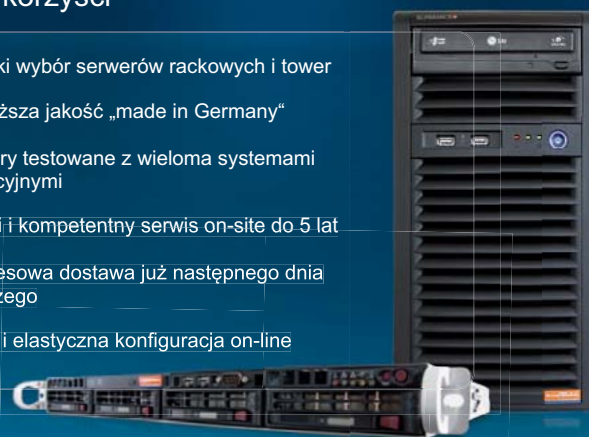 korzyści
ki wybór serwerów rackowych i tower
ższa jakość „made in Germany“
ry testowane z wieloma systemami
cyjnymi
i i kompetentny serwis on-site do 5 lat
esowa dostawa już następnego dnia
zego
i elastyczna konfiguracja on-line